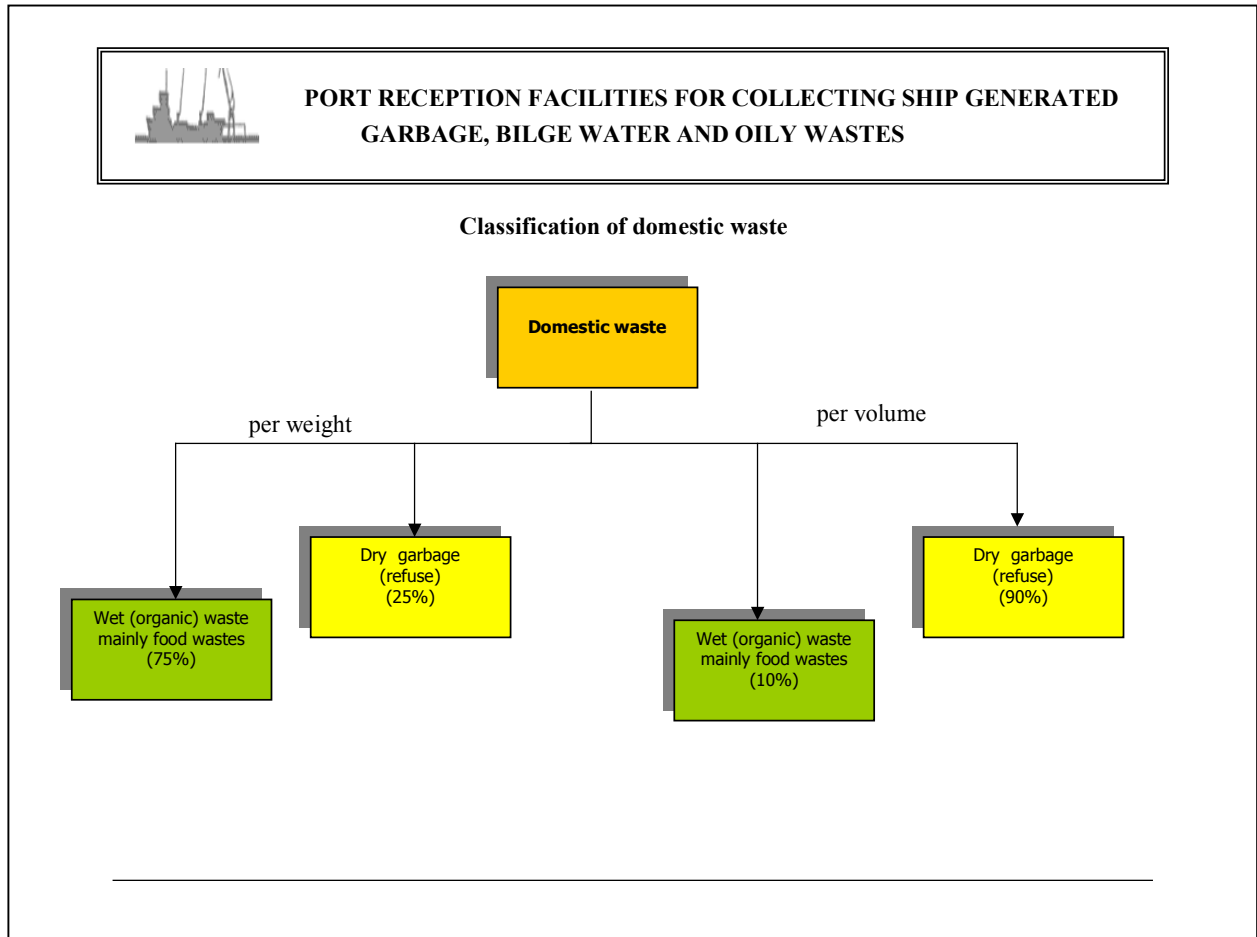 PORT RECEPTION FACILITIES FOR COLLECTING SHIP GENERATED
GARBAGE, BILGE WATER AND OILY WASTES
Classification of domestic waste
Domestic waste
per weight
per volume
Wet (organic) waste
mainly food wastes
(75%)
Dry garbage
(refuse)
(25%)
Wet (organic) waste
mainly food wastes
(10%)
Dry garbage
(refuse)
(90%)